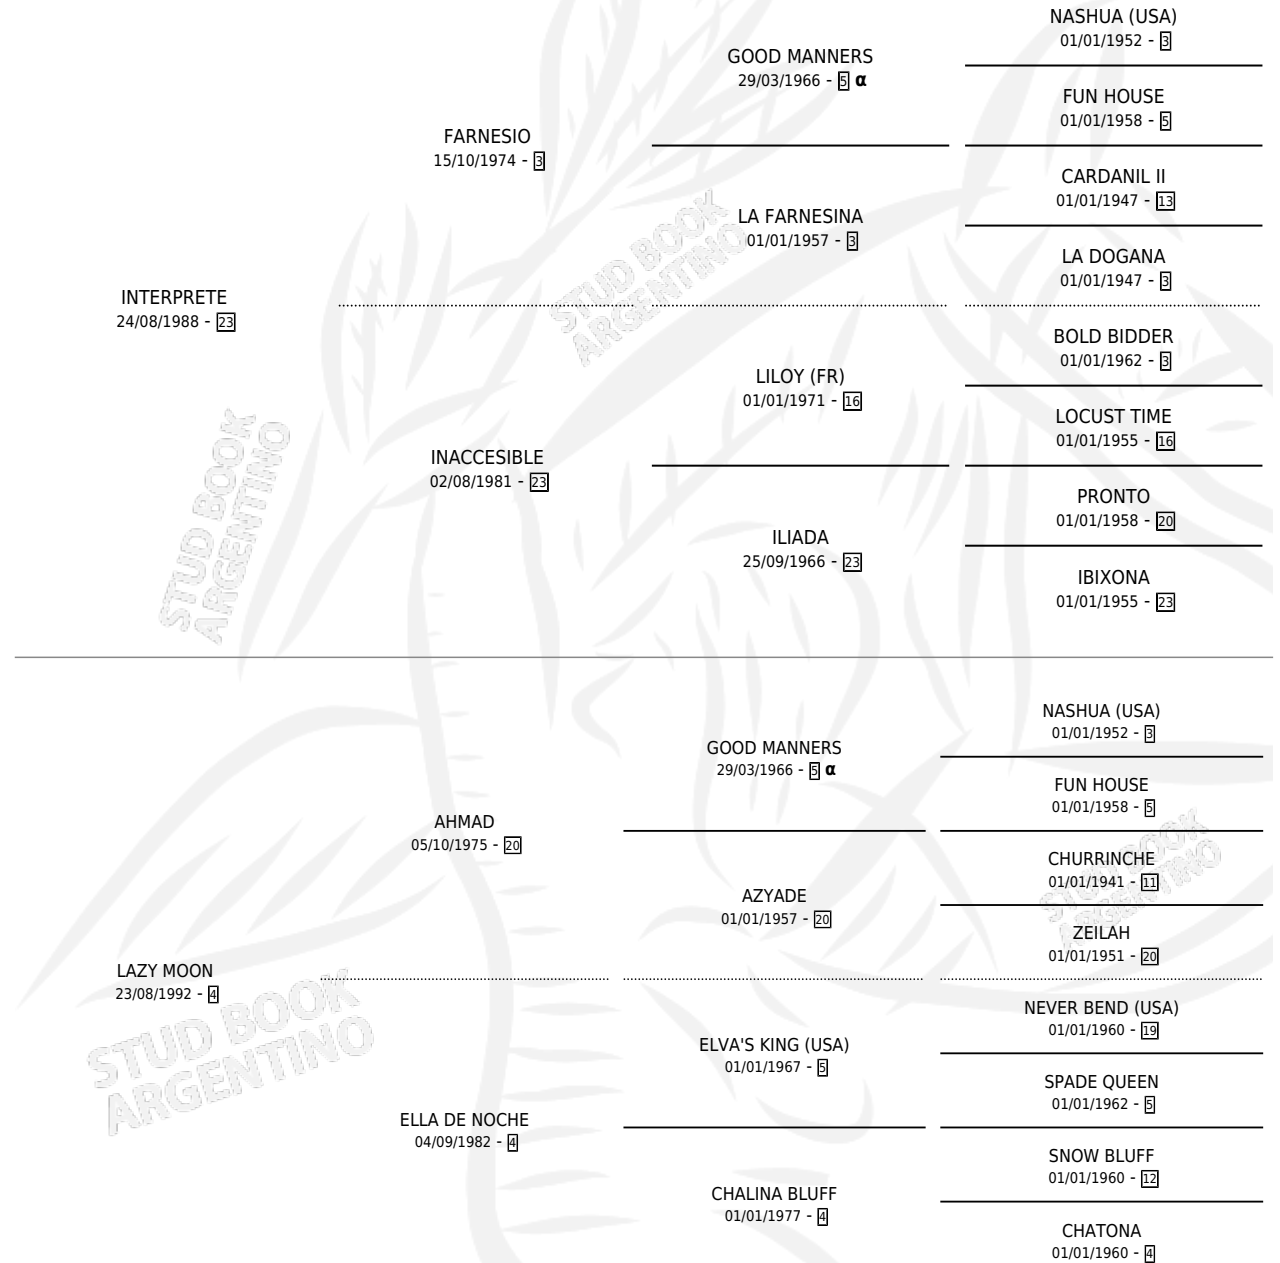 NASHUA (USA)
01/01/1952 - 3
GOOD MANNERS
29/03/1966 - 5 α
FUN HOUSE
01/01/1958 - 5
FARNESIO
15/10/1974 - 3
CARDANIL II
01/01/1947 - 13
LA FARNESINA
01/01/1957 - 3
LA DOGANA
01/01/1947 - 3
INTERPRETE
24/08/1988 - 23
BOLD BIDDER
01/01/1962 - 3
LILOY (FR)
01/01/1971 - 16
LOCUST TIME
01/01/1955 - 16
INACCESIBLE
02/08/1981 - 23
PRONTO
01/01/1958 - 20
ILIADA
25/09/1966 - 23
IBIXONA
01/01/1955 - 23
NASHUA (USA)
01/01/1952 - 3
GOOD MANNERS
29/03/1966 - 5 α
FUN HOUSE
01/01/1958 - 5
AHMAD
05/10/1975 - 20
CHURRINCHE
01/01/1941 - 11
AZYADE
01/01/1957 - 20
ZEILAH
01/01/1951 - 20
LAZY MOON
23/08/1992 - 4
NEVER BEND (USA)
01/01/1960 - 19
ELVA'S KING (USA)
01/01/1967 - 5
SPADE QUEEN
01/01/1962 - 5
ELLA DE NOCHE
04/09/1982 - 4
SNOW BLUFF
01/01/1960 - 12
CHALINA BLUFF
01/01/1977 - 4
CHATONA
01/01/1960 - 4
STUD BOOK
ARGENTINO
STUD BOOK
ARGENTINO
STUD BOOK
ARGENTINO
STUD BOOK
ARGENTINO